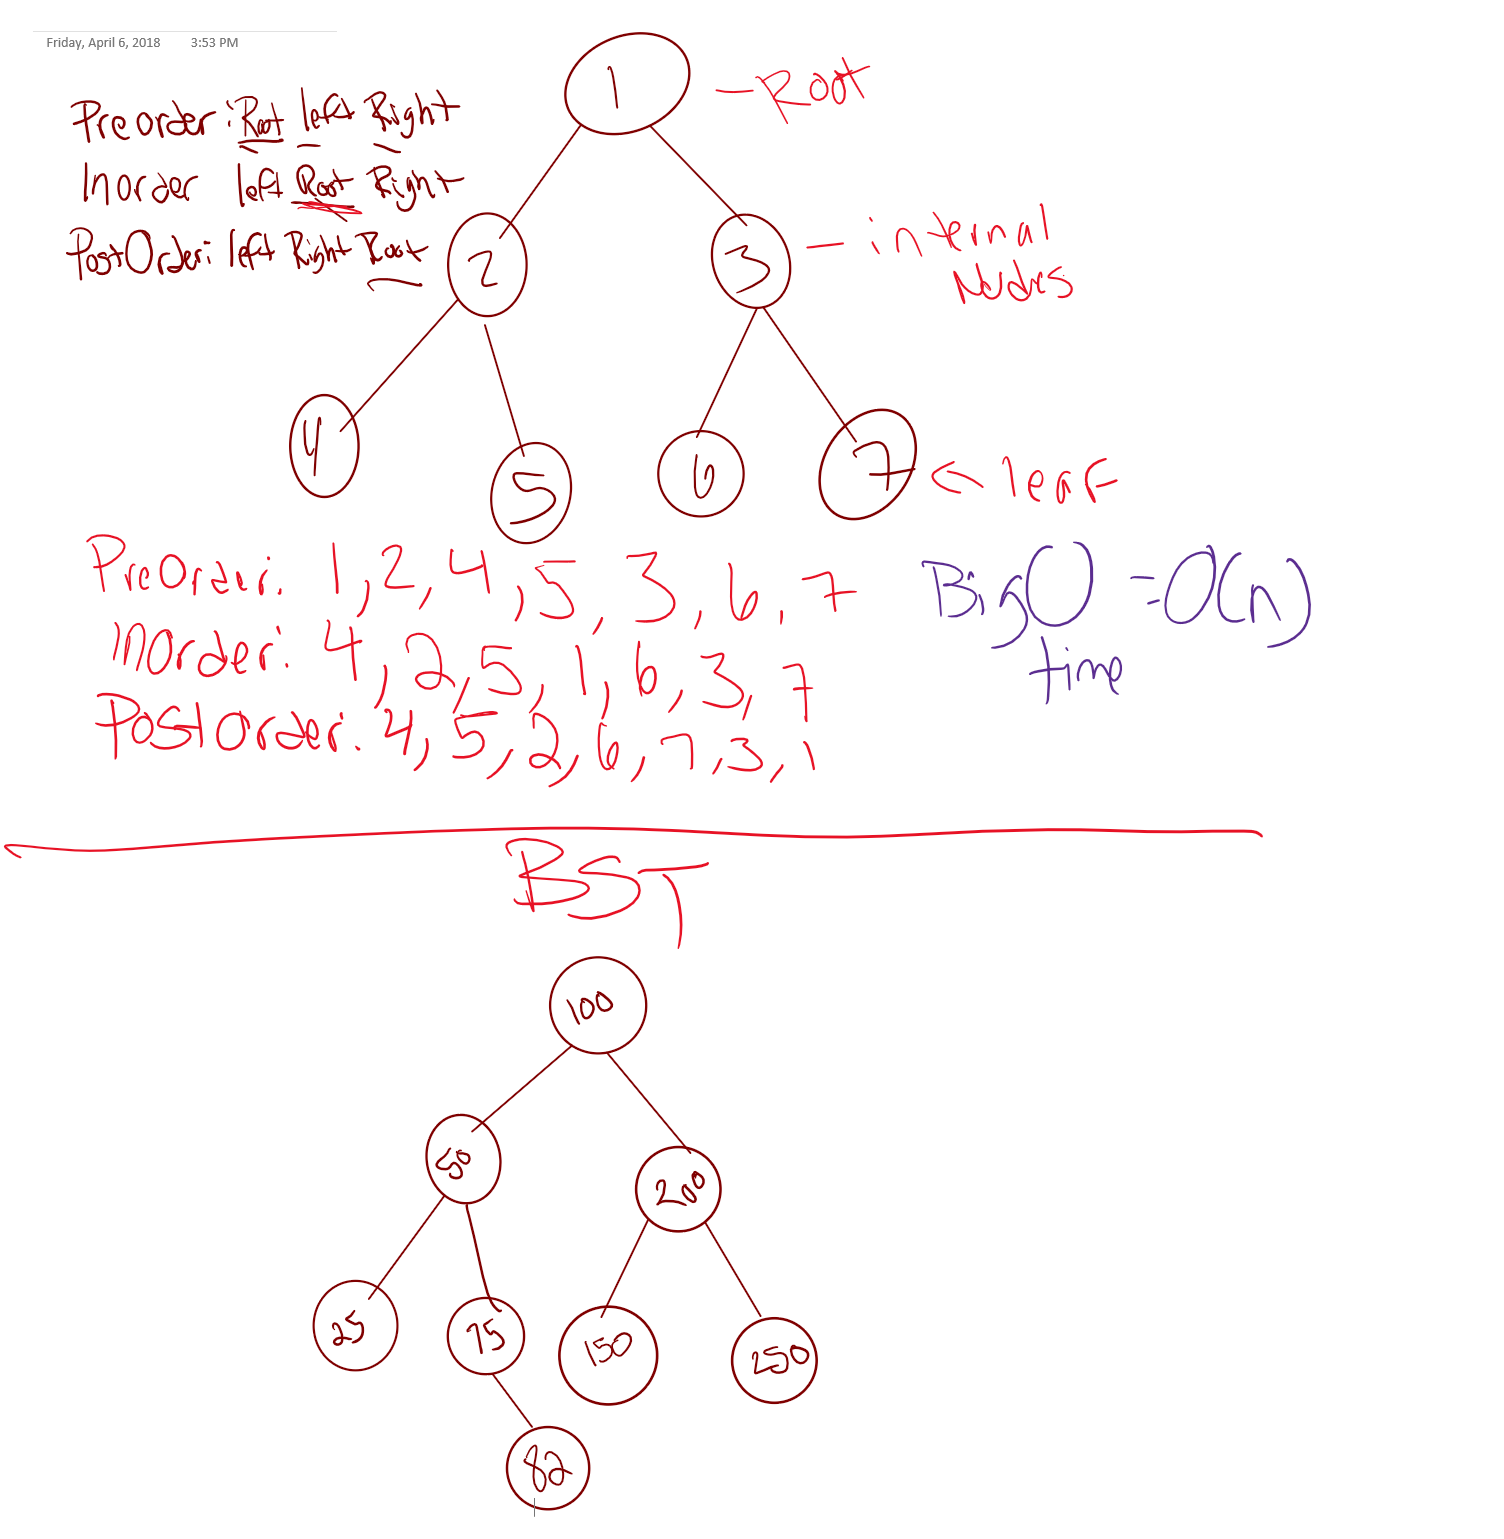 Friday, April 6, 2018 3:53 PM
1 - Root
Preorder: Root left Right
Inorder left Root Right
PostOrder: left Right Root
2 3 - internal
Nodes
4 5 6 7 ← leaf
PreOrder: 1, 2, 4, 5, 3, 6, 7
InOrder: 4, 2, 5, 1, 6, 3, 7
PostOrder: 4, 5, 2, 6, 7, 3, 1
BigO = O(n)
time
BST
100
50 200
25 75 150 250
82